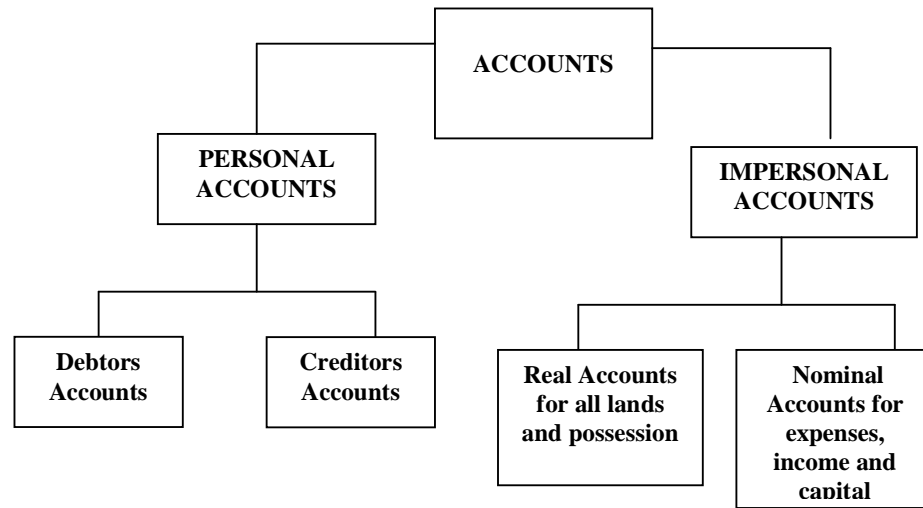 ACCOUNTS
PERSONAL
ACCOUNTS
IMPERSONAL
ACCOUNTS
Debtors
Accounts
Creditors
Accounts
Real Accounts
for all lands
and possession
Nominal
Accounts for
expenses,
income and
capital